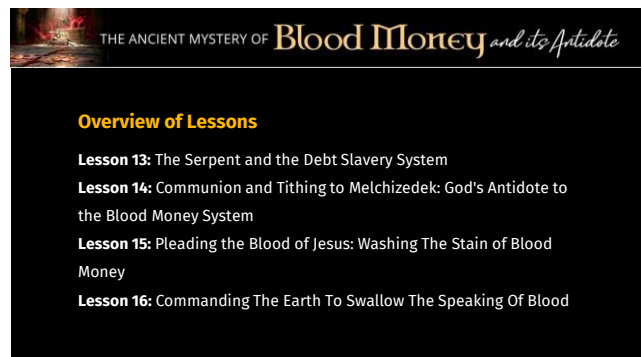 THE ANCIENT MYSTERY OF Blood Money and its Antidote
Overview of Lessons
Lesson 13: The Serpent and the Debt Slavery System
Lesson 14: Communion and Tithing to Melchizedek: God's Antidote to
the Blood Money System
Lesson 15: Pleading the Blood of Jesus: Washing The Stain of Blood
Money
Lesson 16: Commanding The Earth To Swallow The Speaking Of Blood